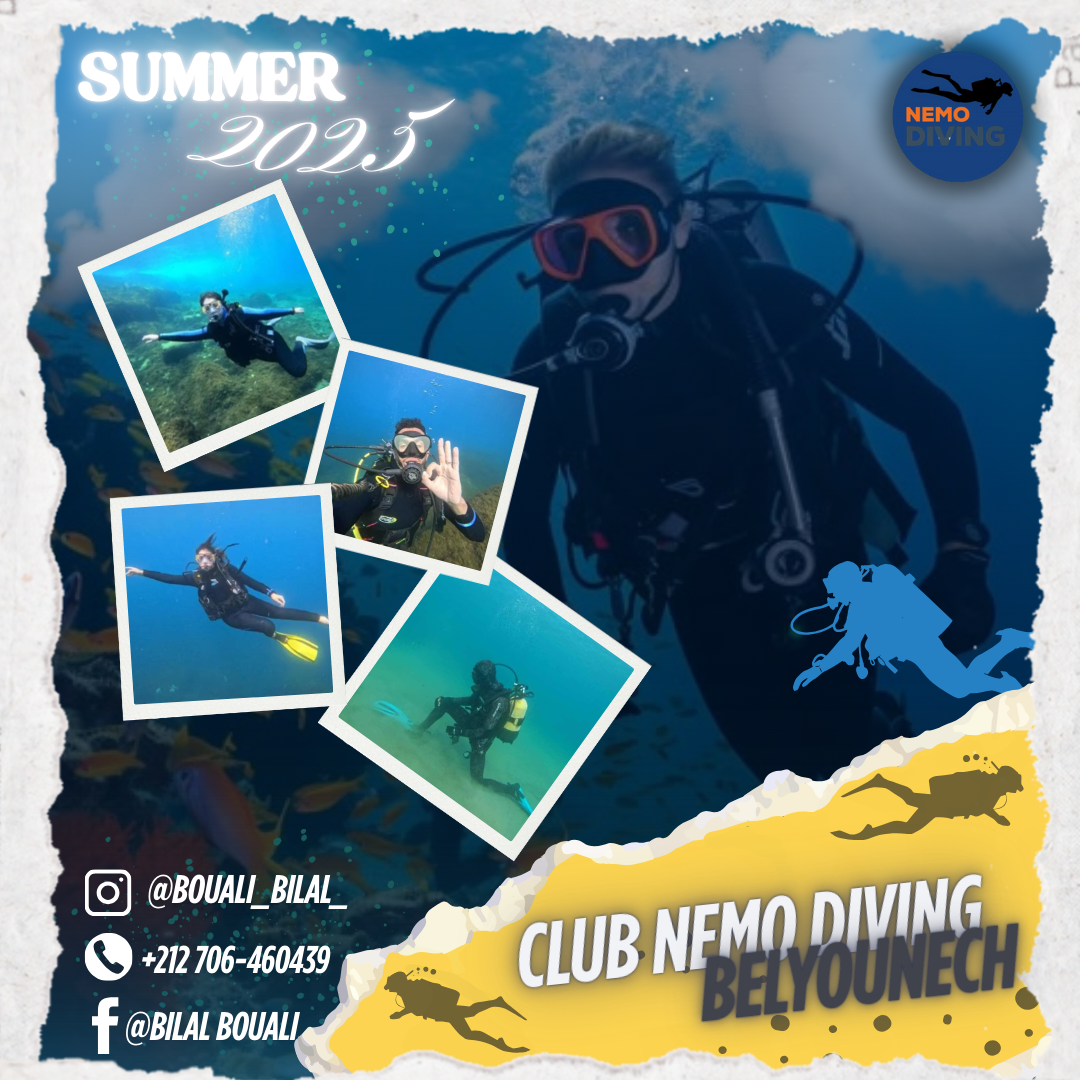 SUMMER
2025
NEMO
DIVING
@BOUALI_BILAL_
+212 706-460439
@BILAL BOUALI
CLUB NEMO DIVING
BELYOUNECH